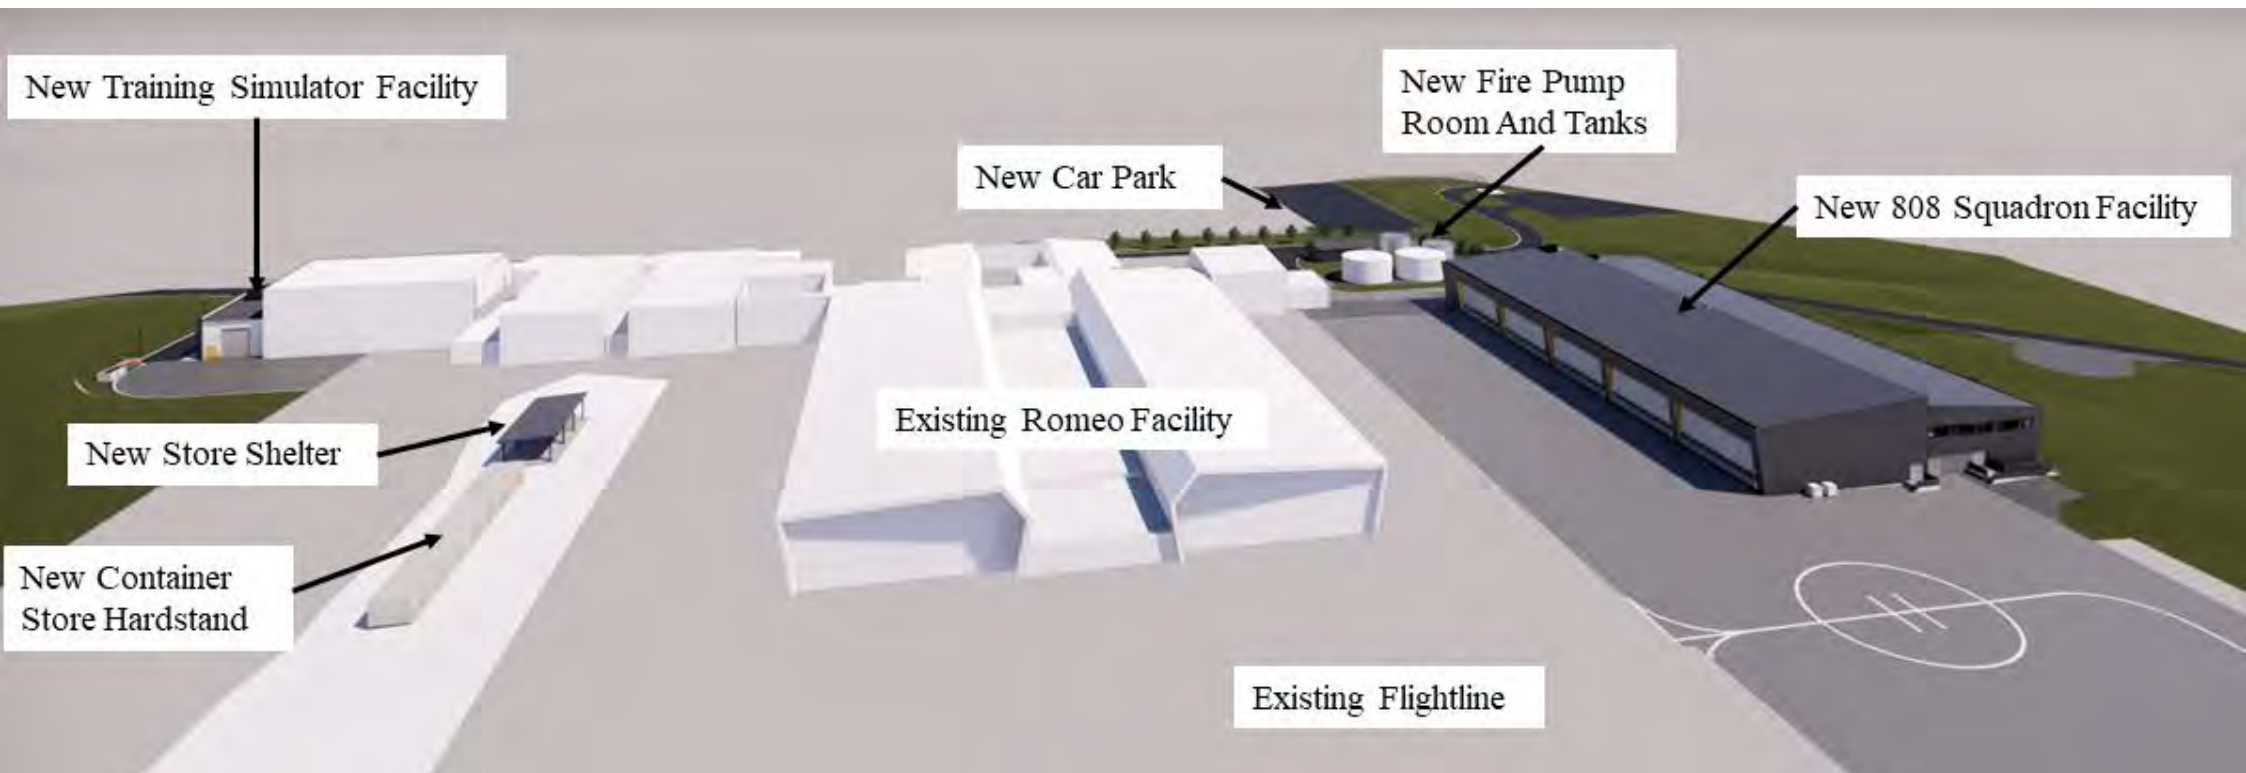 New Training Simulator Facility
New Fire Pump
Room And Tanks
New Car Park
New 808 Squadron Facility
Existing Romeo Facility
New Store Shelter
New Container
Store Hardstand
Existing Flightline
H